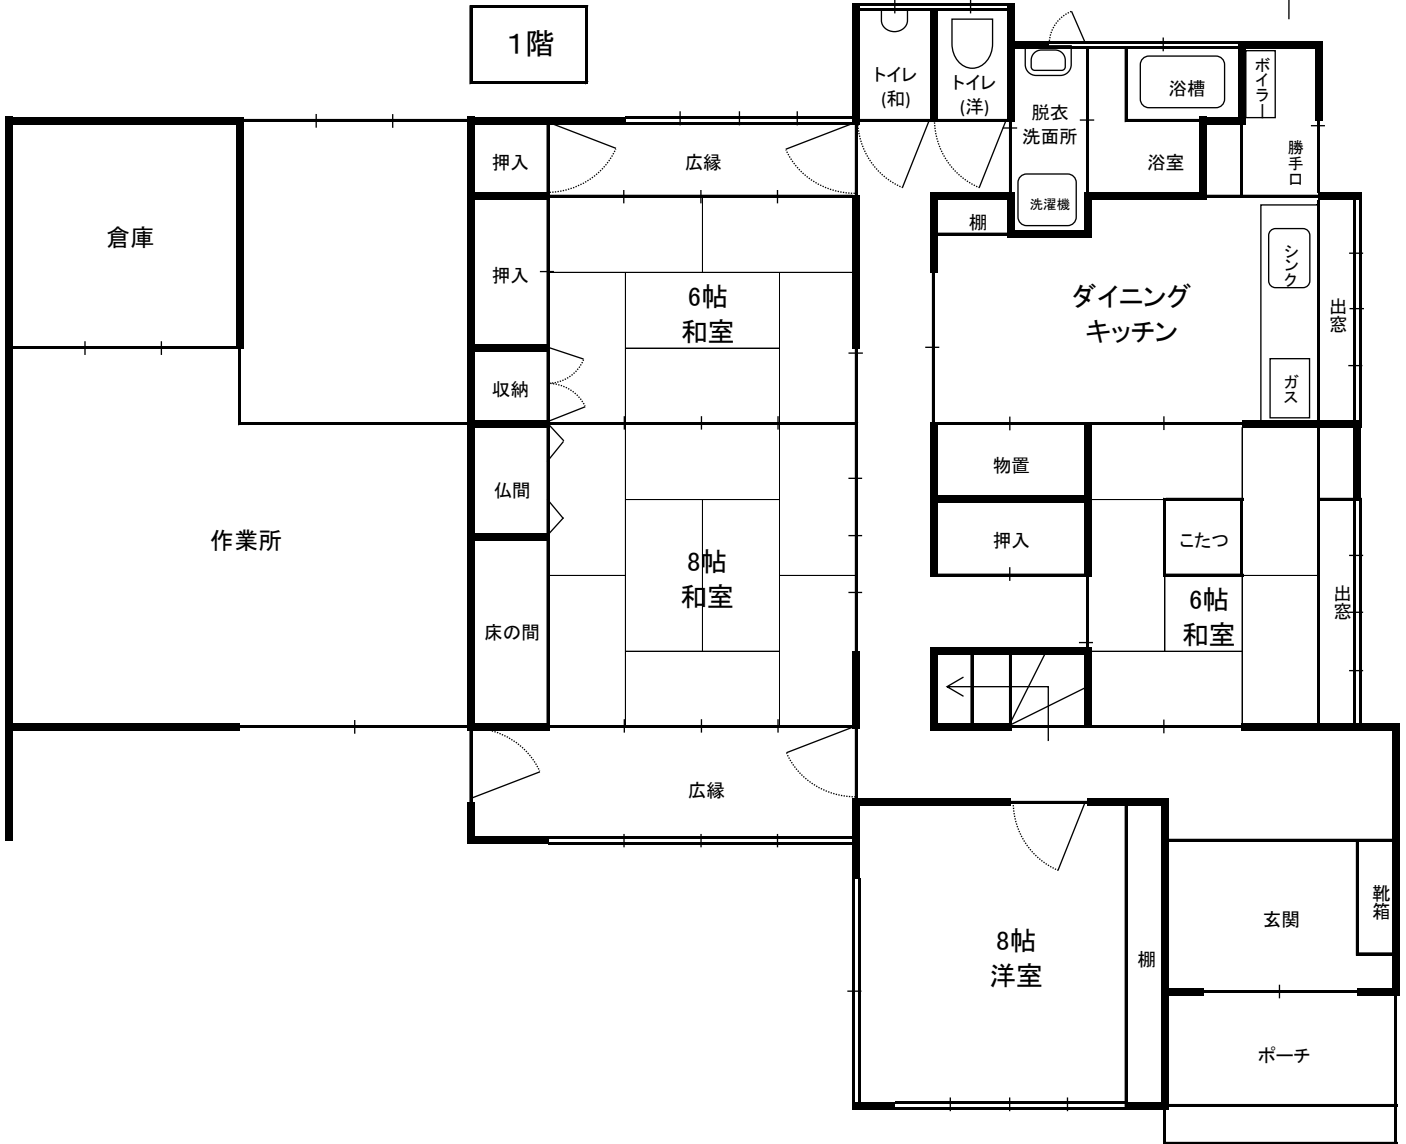 1階
トイレ
(和)
トイレ
(洋)
脱衣
洗面所
浴槽
ボイラー
押入
広縁
浴室
勝手口
洗濯機
棚
倉庫
押入
6帖
和室
ダイニング
キッチン
シンク
出窓
収納
ガス
仏間
物置
作業所
8帖
和室
押入
こたつ
6帖
和室
出窓
床の間
広縁
靴箱
玄関
8帖
洋室
棚
ポーチ